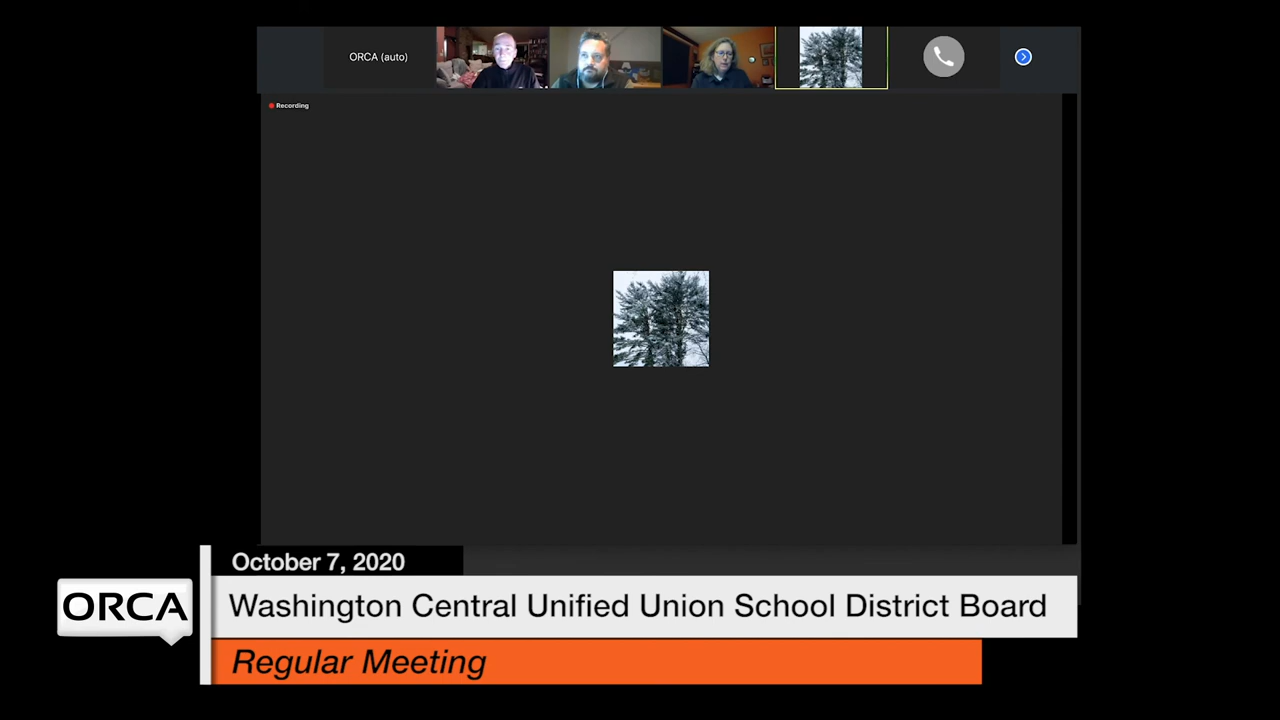 ORCA (auto)
Recording
October 7, 2020
ORCA
Washington Central Unified Union School District Board
Regular Meeting